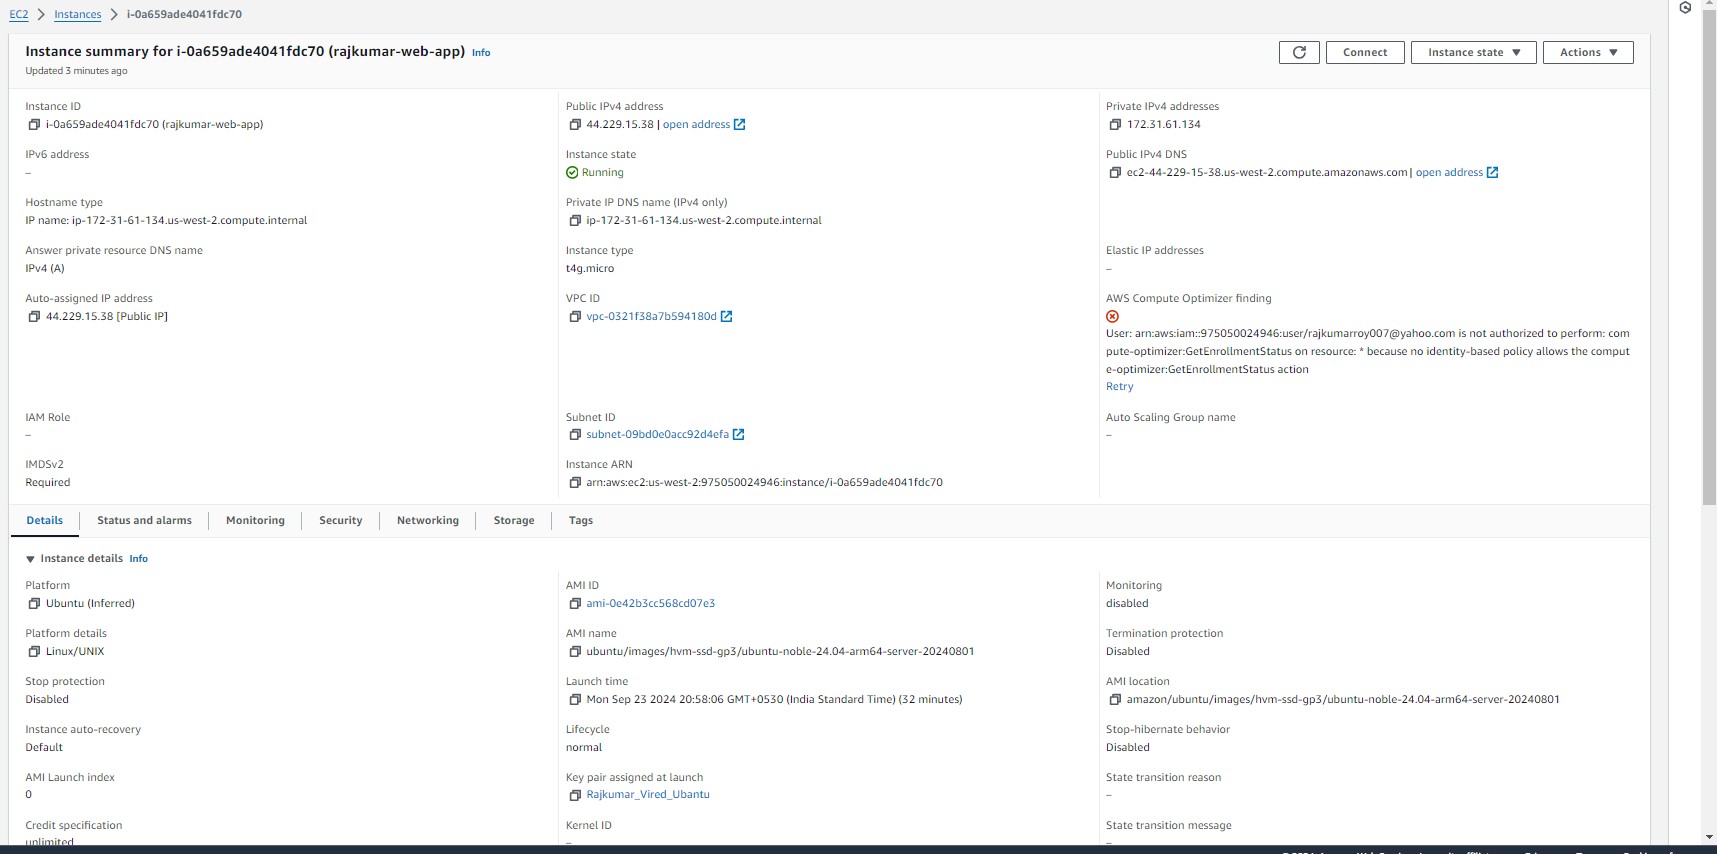 EC2 > Instances > i-0a659ade4041fdc70
Instance summary for i-0a659ade4041fdc70 (rajkumar-web-app) Info
Updated 3 minutes ago
Connect
Instance state
Actions
Instance ID
i-0a659ade4041fdc70 (rajkumar-web-app)
Public IPv4 address
44.229.15.38 | open address
Private IPv4 addresses
172.31.61.134
IPv6 address
–
Instance state
Running
Public IPv4 DNS
ec2-44-229-15-38.us-west-2.compute.amazonaws.com | open address
Hostname type
IP name: ip-172-31-61-134.us-west-2.compute.internal
Private IP DNS name (IPv4 only)
ip-172-31-61-134.us-west-2.compute.internal
Answer private resource DNS name
IPv4 (A)
Instance type
t4g.micro
Elastic IP addresses
–
Auto-assigned IP address
44.229.15.38 [Public IP]
VPC ID
vpc-0321f38a7b594180d
AWS Compute Optimizer finding
User: arn:aws:iam::975050024946:user/rajkumarroy007@yahoo.com is not authorized to perform: com
pute-optimizer:GetEnrollmentStatus on resource: * because no identity-based policy allows the comput
e-optimizer:GetEnrollmentStatus action
Retry
IAM Role
–
Subnet ID
subnet-09bd0e0acc92d4efa
Auto Scaling Group name
–
IMDSv2
Required
Instance ARN
arn:aws:ec2:us-west-2:975050024946:instance/i-0a659ade4041fdc70
Details
Status and alarms
Monitoring
Security
Networking
Storage
Tags
Instance details Info
Platform
Ubuntu (Inferred)
AMI ID
ami-0e42b3cc568cd07e3
Monitoring
disabled
Platform details
Linux/UNIX
AMI name
ubuntu/images/hvm-ssd-gp3/ubuntu-noble-24.04-arm64-server-20240801
Termination protection
Disabled
Stop protection
Disabled
Launch time
Mon Sep 23 2024 20:58:06 GMT+0530 (India Standard Time) (32 minutes)
AMI location
amazon/ubuntu/images/hvm-ssd-gp3/ubuntu-noble-24.04-arm64-server-20240801
Instance auto-recovery
Default
Lifecycle
normal
Stop-hibernate behavior
Disabled
AMI Launch index
0
Key pair assigned at launch
Rajkumar_Vired_Ubantu
State transition reason
–
Credit specification
unlimited
Kernel ID
–
State transition message
–